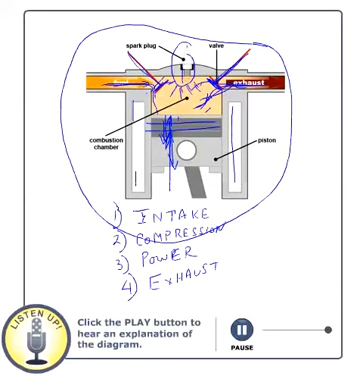 spark plug
valve
exhaust
combustion
chamber
piston
1) INTAKE
2) COMPRESSION
3) POWER
4) EXHAUST
LISTEN UP!
Click the PLAY button to
hear an explanation of
the diagram.
PAUSE